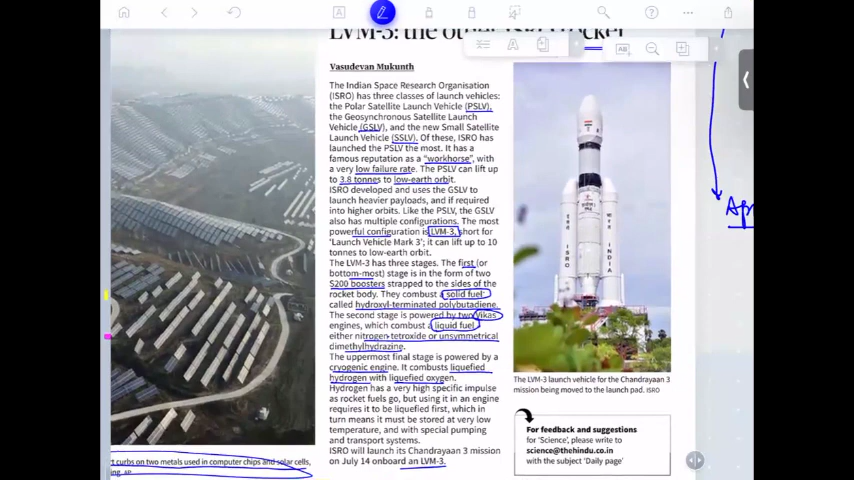 LVM-3: the other big rocket
Vasudevan Mukunth
The Indian Space Research Organisation
(ISRO) has three classes of launch vehicles:
the Polar Satellite Launch Vehicle (PSLV),
the Geosynchronous Satellite Launch
Vehicle (GSLV), and the new Small Satellite
Launch Vehicle (SSLV). Of these, ISRO has
launched the PSLV the most. It has a
famous reputation as a “workhorse”, with
a very low failure rate. The PSLV can lift up
to 3.8 tonnes to low-earth orbit.
ISRO developed and uses the GSLV to
launch heavier payloads, and if required
into higher orbits. Like the PSLV, the GSLV
also has multiple configurations. The most
powerful configuration is LVM-3, short for
‘Launch Vehicle Mark 3’; it can lift up to 10
tonnes to low-earth orbit.
The LVM-3 has three stages. The first (or
bottom-most) stage is in the form of two
S200 boosters strapped to the sides of the
rocket body. They combust a solid fuel
called hydroxyl-terminated polybutadiene.
The second stage is powered by two Vikas
engines, which combust a liquid fuel
either nitrogen tetroxide or unsymmetrical
dimethylhydrazine.
The uppermost final stage is powered by a
cryogenic engine. It combusts liquefied
hydrogen with liquefied oxygen.
Hydrogen has a very high specific impulse
as rocket fuels go, but using it in an engine
requires it to be liquefied first, which in
turn means it must be stored at very low
temperature, and with special pumping
and transport systems.
ISRO will launch its Chandrayaan 3 mission
on July 14 onboard an LVM-3.
ISRO
INDIA
The LVM-3 launch vehicle for the Chandrayaan 3
mission being moved to the launch pad. ISRO
For feedback and suggestions
for ‘Science’, please write to
science@thehindu.co.in
with the subject ‘Daily page’
rt curbs on two metals used in computer chips and solar cells,
ing. AP